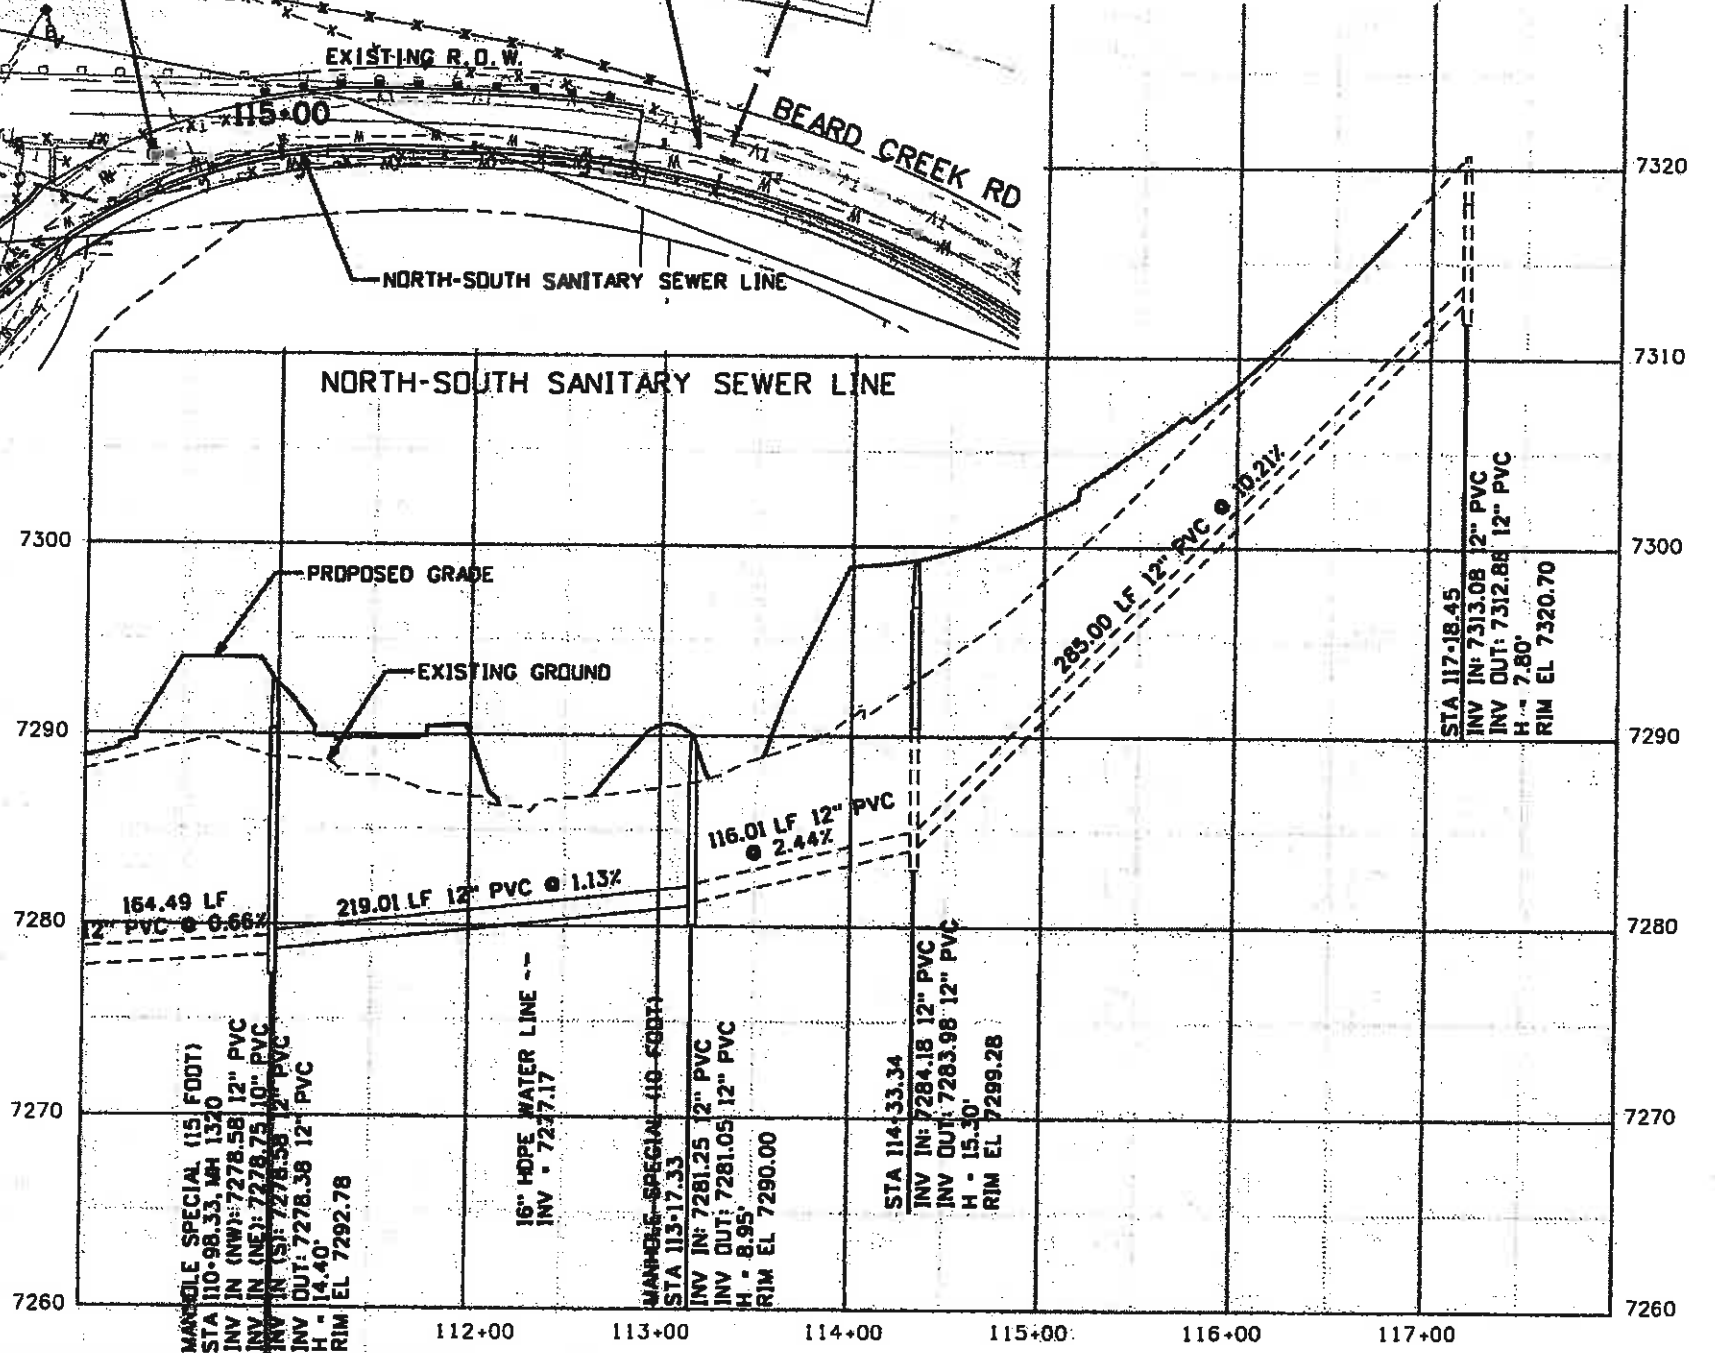 EXISTING R.O.W.
115+00
BEARD CREEK RD
NORTH-SOUTH SANITARY SEWER LINE
NORTH-SOUTH SANITARY SEWER LINE
7320
7310
7300
7300
PROPOSED GRADE
EXISTING GROUND
7290
7290
285.00 LF 12" PVC @ 10.21%
116.01 LF 12" PVC
@ 2.44%
219.01 LF 12" PVC @ 1.13%
164.49 LF
12" PVC @ 0.66%
7280
7280
7270
7270
7260
7260
MANHOLE SPECIAL (15 FOOT)
STA 110+98.33, MH 1320
INV IN (NW): 7278.58 12" PVC
INV IN (NE): 7278.75 10" PVC
INV IN (S): 7278.58 12" PVC
INV OUT: 7278.38 12" PVC
H = 14.40'
RIM EL 7292.78
16" HDPE WATER LINE
INV = 7277.17
MANHOLE SPECIAL (10 FOOT)
STA 113+17.33
INV IN: 7281.25 12" PVC
INV OUT: 7281.05 12" PVC
H = 8.95'
RIM EL 7290.00
STA 114+33.34
INV IN: 7284.18 12" PVC
INV OUT: 7283.98 12" PVC
H = 15.30'
RIM EL 7299.28
STA 117+18.45
INV IN: 7313.08 12" PVC
INV OUT: 7312.88 12" PVC
H = 7.80'
RIM EL 7320.70
112+00
113+00
114+00
115+00
116+00
117+00